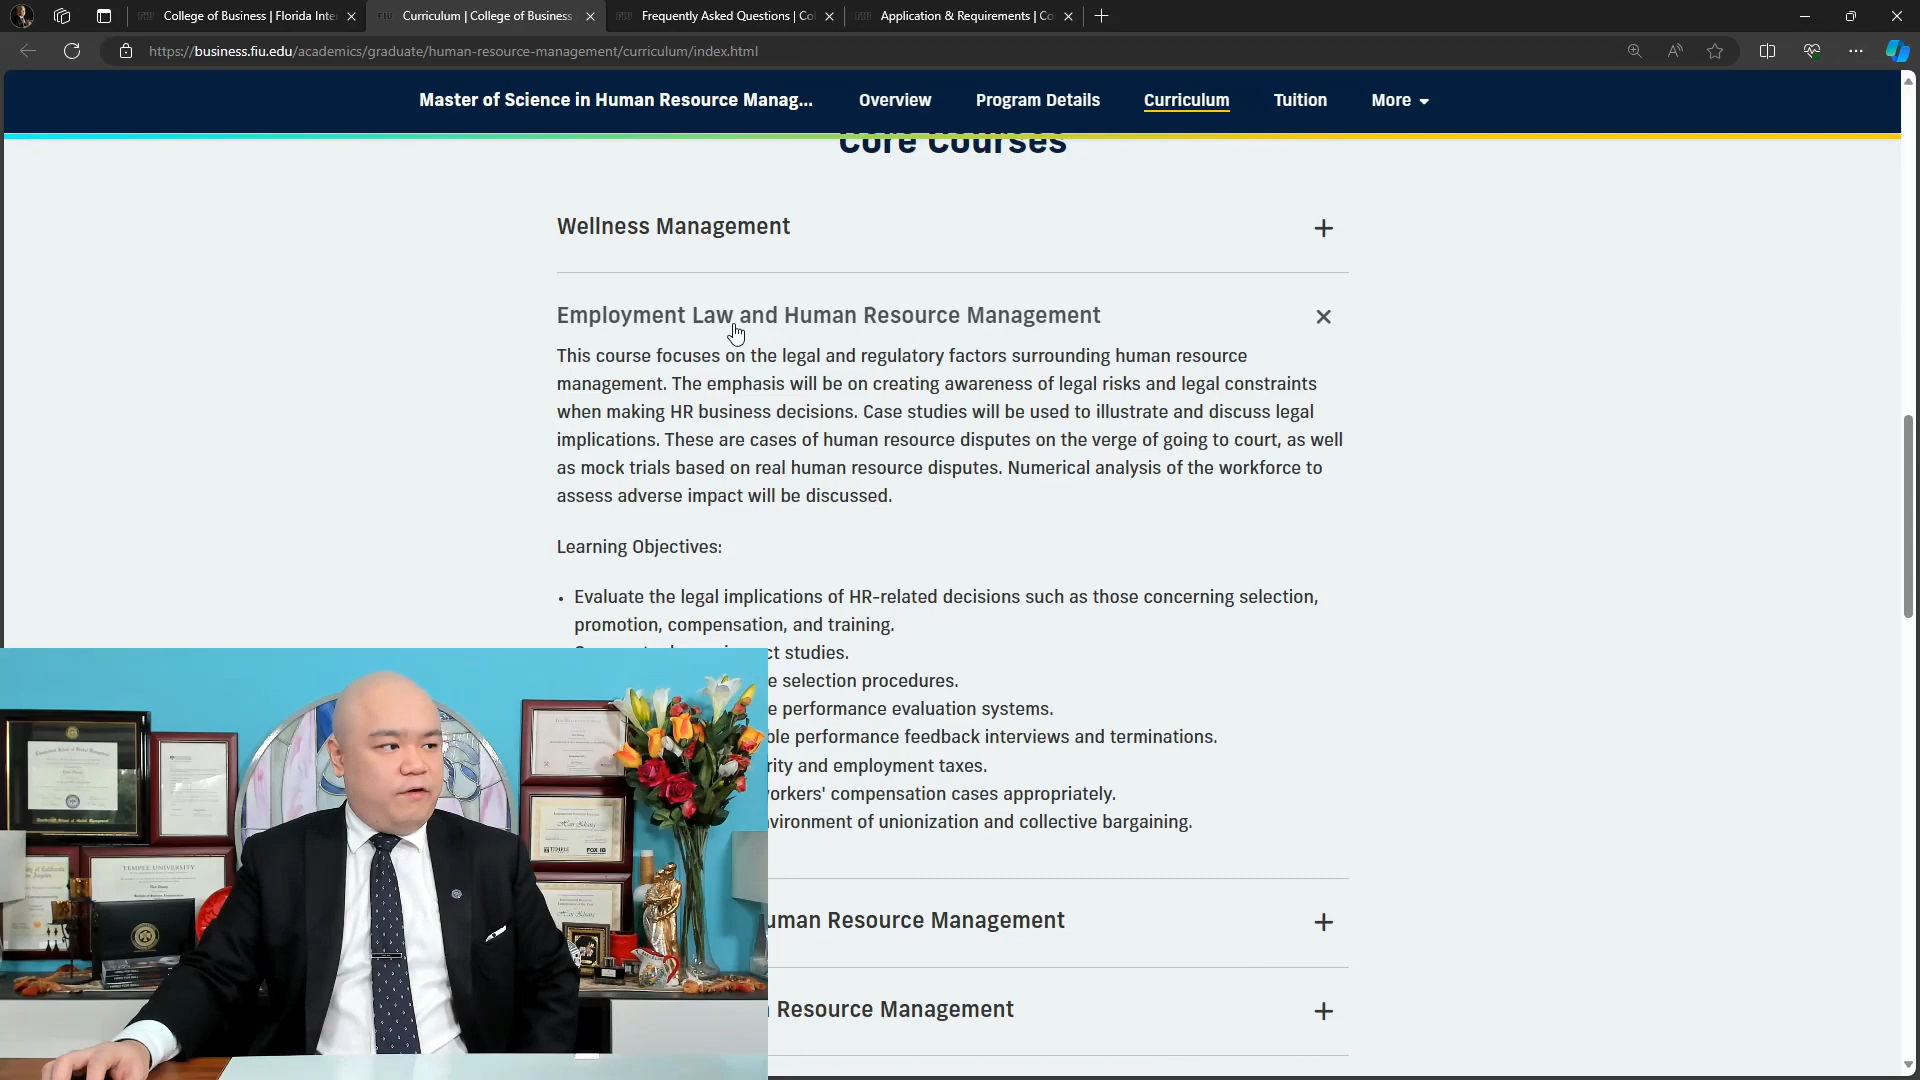 College of Business | Florida Inte
Curriculum | College of Business
Frequently Asked Questions | Co
Application & Requirements | Co
https://business.fiu.edu/academics/graduate/human-resource-management/curriculum/index.html
Master of Science in Human Resource Manag...
Overview
Program Details
Curriculum
Tuition
More
Core Courses
Wellness Management
Employment Law and Human Resource Management
This course focuses on the legal and regulatory factors surrounding human resource
management. The emphasis will be on creating awareness of legal risks and legal constraints
when making HR business decisions. Case studies will be used to illustrate and discuss legal
implications. These are cases of human resource disputes on the verge of going to court, as well
as mock trials based on real human resource disputes. Numerical analysis of the workforce to
assess adverse impact will be discussed.
Learning Objectives:
• Evaluate the legal implications of HR-related decisions such as those concerning selection,
promotion, compensation, and training.
ct studies.
e selection procedures.
e performance evaluation systems.
ble performance feedback interviews and terminations.
rity and employment taxes.
orkers' compensation cases appropriately.
vironment of unionization and collective bargaining.
uman Resource Management
Resource Management
TEMPLE UNIVERSITY
TEMPLE
FOX IB